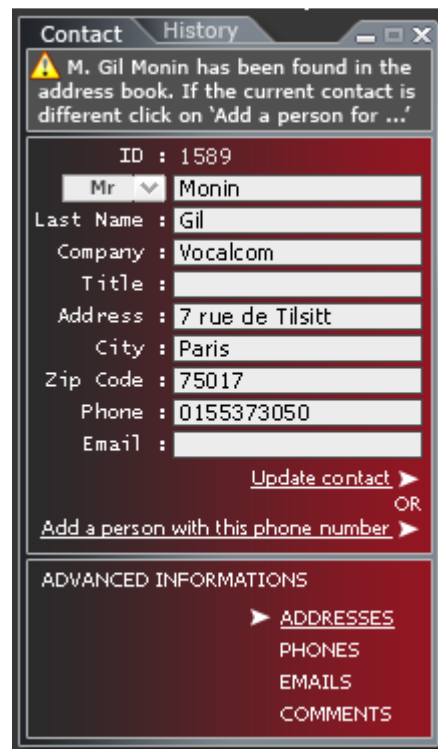 Contact History
M. Gil Monin has been found in the
address book. If the current contact is
different click on `Add a person for ...'
ID : 1589
Mr Monin
Last Name : Gil
Company : Vocalcom
Title :
Address : 7 rue de Tilsitt
City : Paris
Zip Code : 75017
Phone : 0155373050
Email :
Update contact
OR
Add a person with this phone number
ADVANCED INFORMATIONS
ADDRESSES
PHONES
EMAILS
COMMENTS